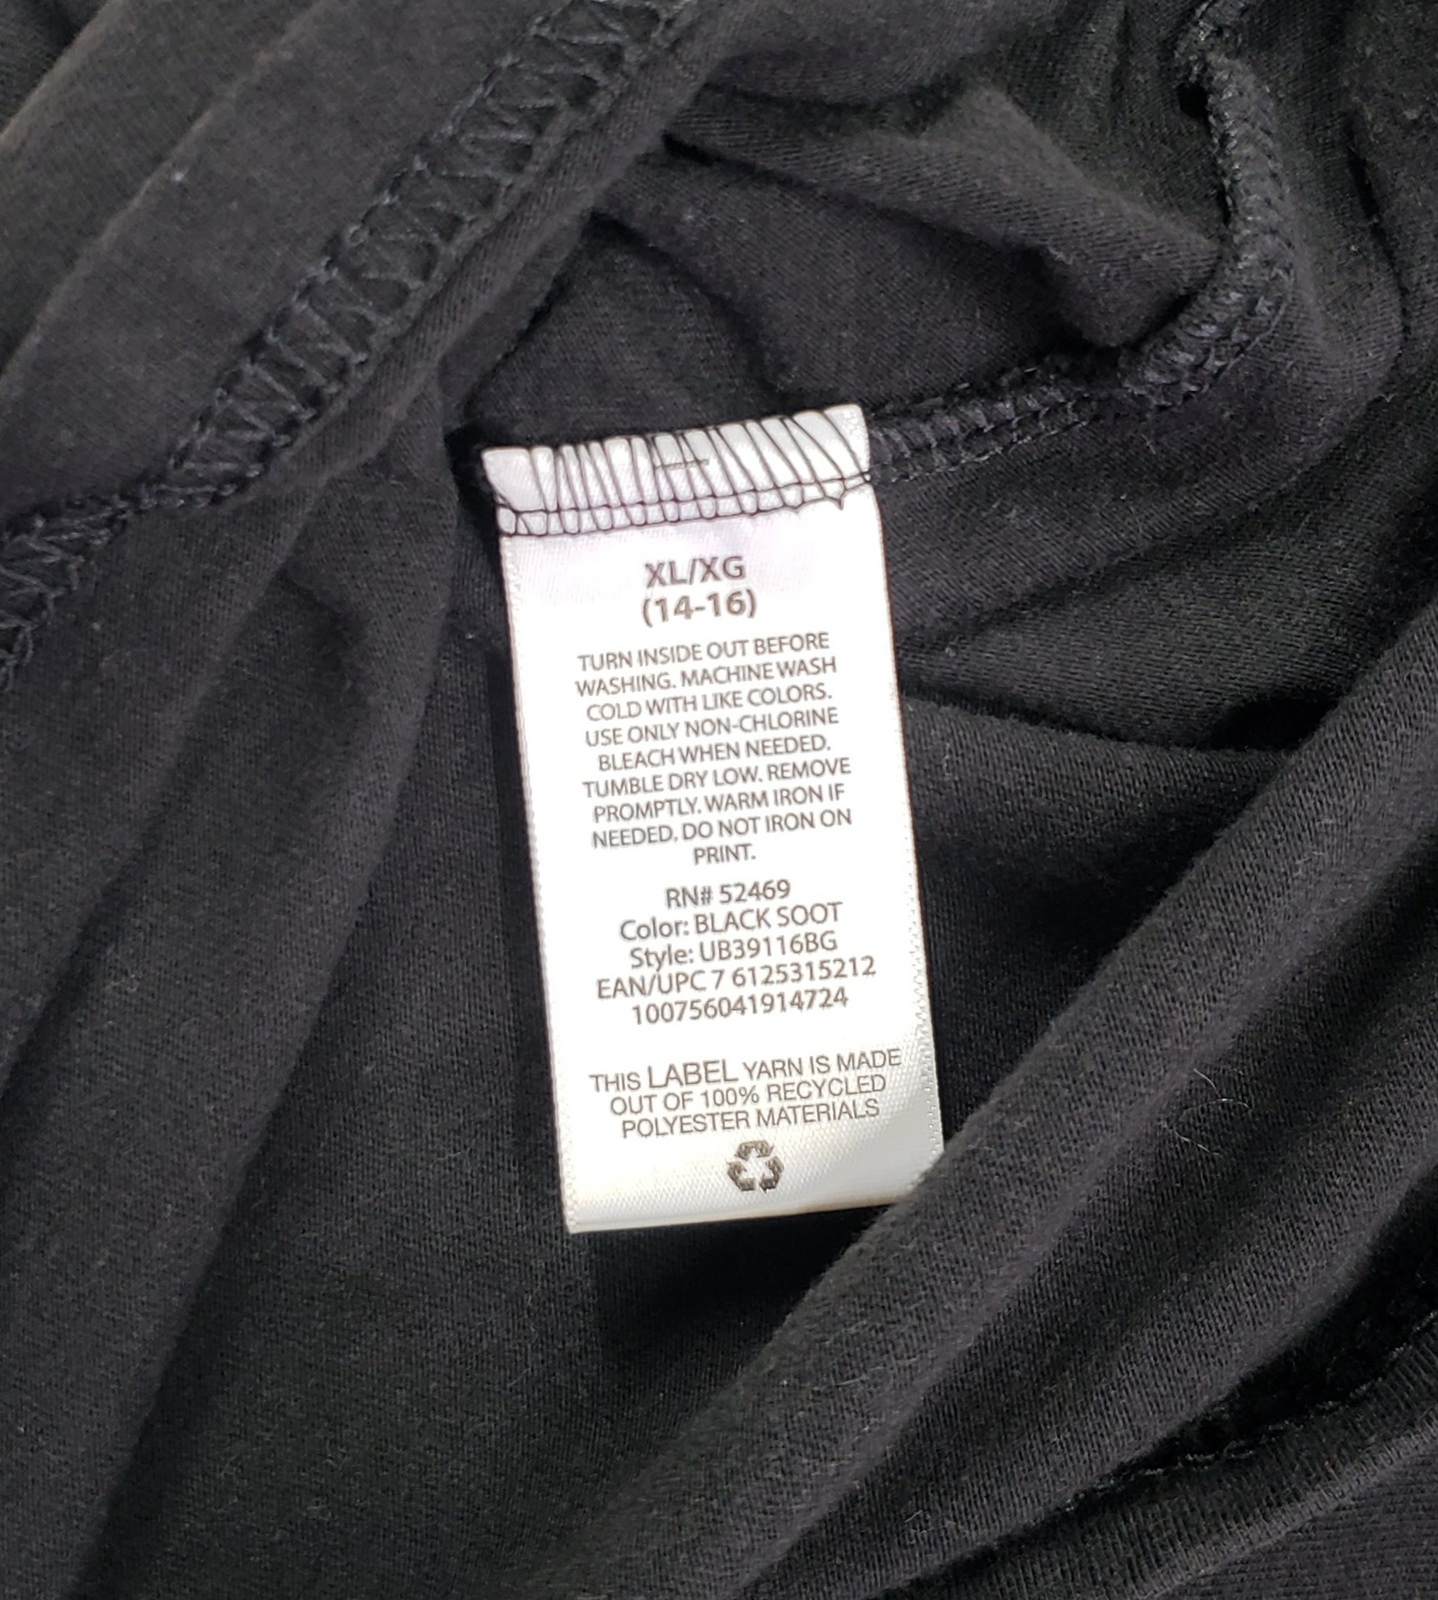 XL/XG
(14-16)
TURN INSIDE OUT BEFORE
WASHING. MACHINE WASH
COLD WITH LIKE COLORS.
USE ONLY NON-CHLORINE
BLEACH WHEN NEEDED.
TUMBLE DRY LOW. REMOVE
PROMPTLY. WARM IRON IF
NEEDED. DO NOT IRON ON
PRINT.
RN# 52469
Color: BLACK SOOT
Style: UB39116BG
EAN/UPC 7 6125315212
100756041914724
THIS LABEL YARN IS MADE
OUT OF 100% RECYCLED
POLYESTER MATERIALS